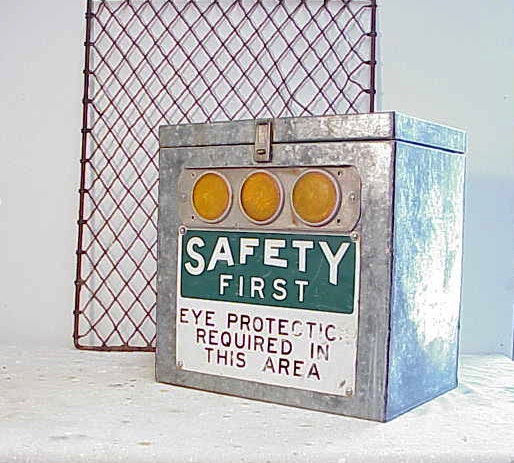 SAFETY
FIRST
EYE PROTECTIC
REQUIRED IN
THIS AREA